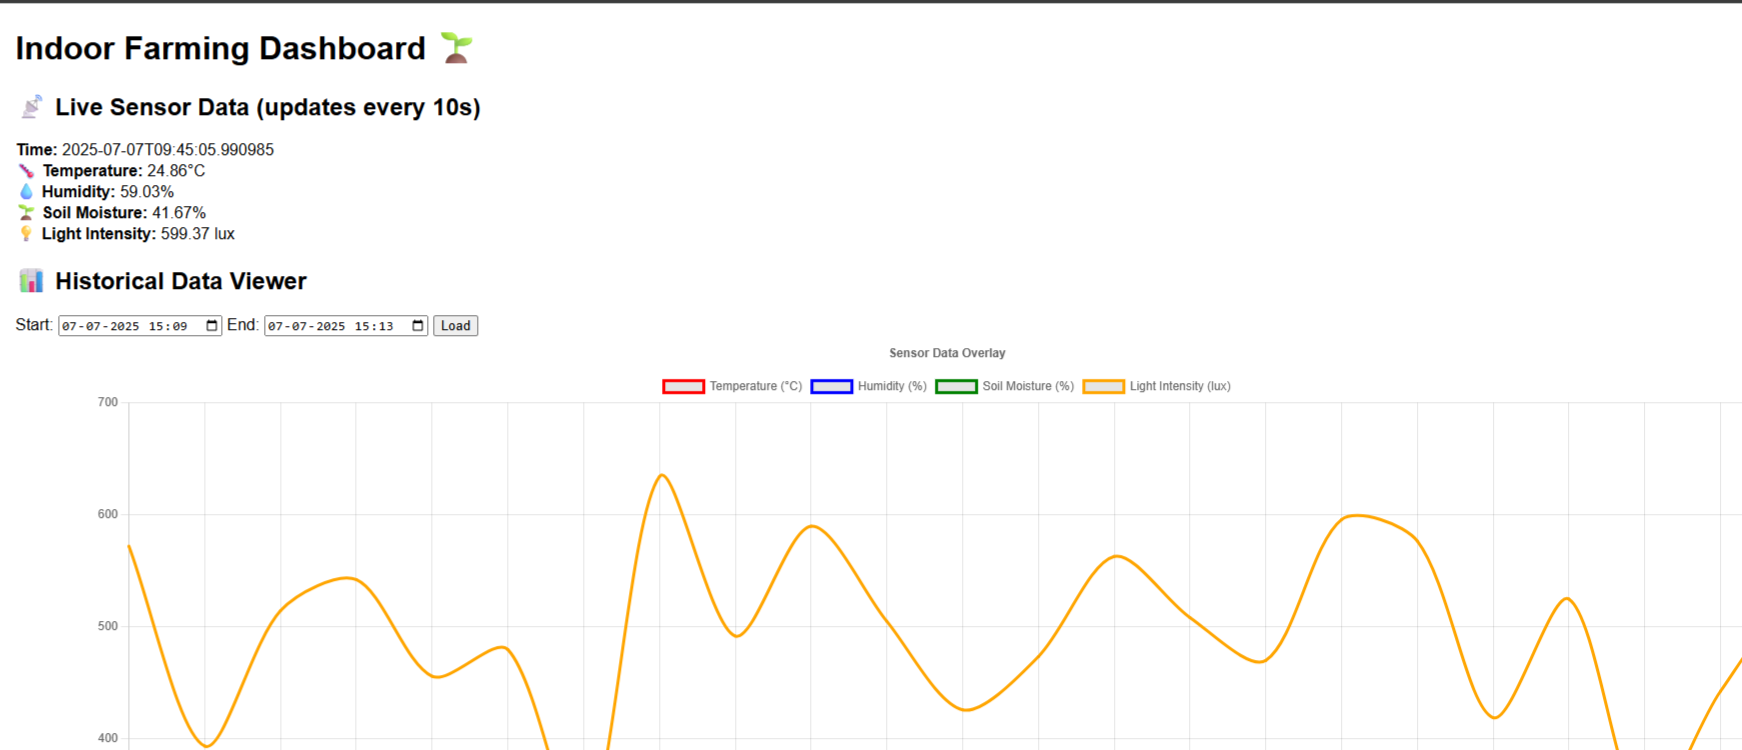 Indoor Farming Dashboard
Live Sensor Data (updates every 10s)
Time: 2025-07-07T09:45:05.990985
Temperature: 24.86°C
Humidity: 59.03%
Soil Moisture: 41.67%
Light Intensity: 599.37 lux
Historical Data Viewer
Start: 07-07-2025 15:09 End: 07-07-2025 15:13 Load
Sensor Data Overlay
Temperature (°C) Humidity (%) Soil Moisture (%) Light Intensity (lux)
700
600
500
400